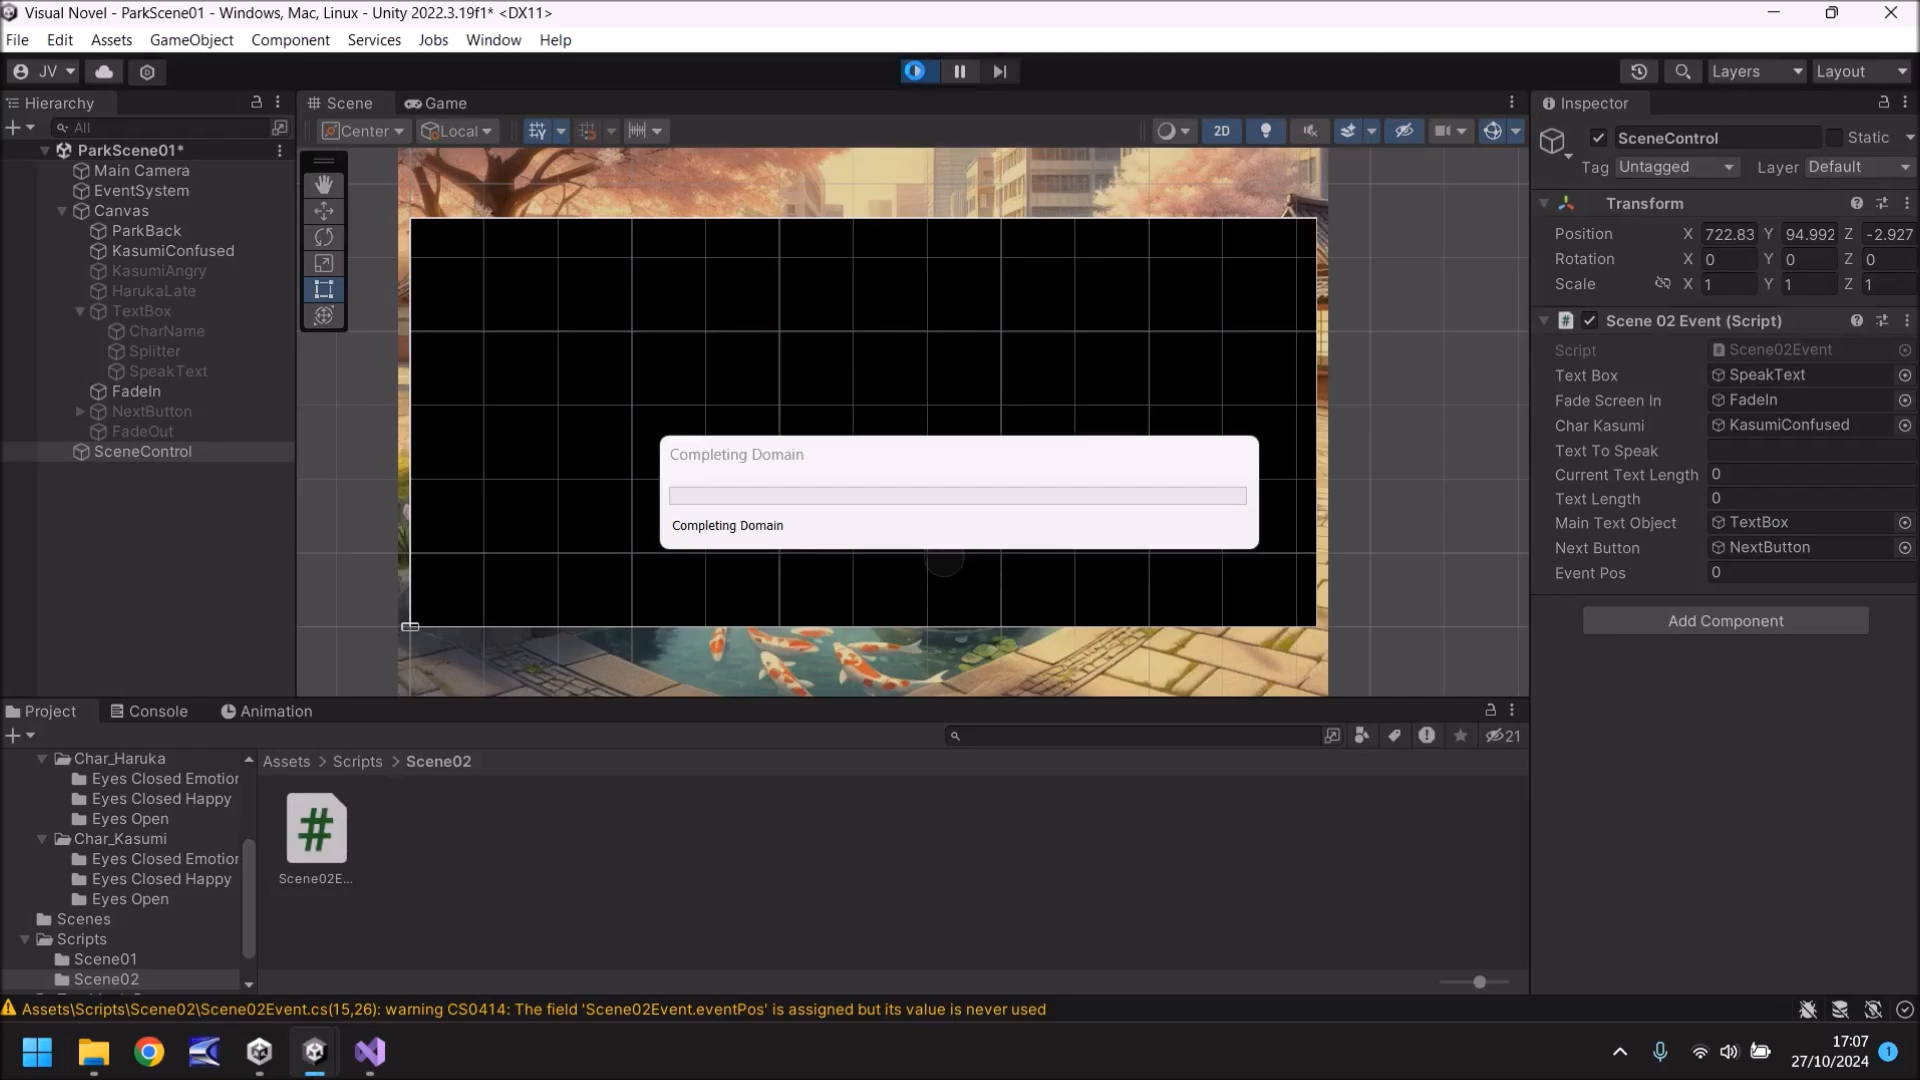 Visual Novel - ParkScene01 - Windows, Mac, Linux - Unity 2022.3.19f1* <DX11>
File Edit Assets GameObject Component Services Jobs Window Help
JV Layers Layout
Hierarchy Scene Game Inspector
All Center Local 2D SceneControl Static
ParkScene01* Tag Untagged Layer Default
Main Camera
EventSystem
Canvas
ParkBack
KasumiConfused
KasumiAngry
HarukaLate
TextBox
CharName
Splitter
SpeakText
FadeIn
NextButton
FadeOut
SceneControl
Completing Domain
Completing Domain
Transform
Position X 722.83 Y 94.992 Z -2.927
Rotation X 0 Y 0 Z 0
Scale X 1 Y 1 Z 1
# Scene 02 Event (Script)
Script Scene02Event
Text Box SpeakText
Fade Screen In FadeIn
Char Kasumi KasumiConfused
Text To Speak
Current Text Length 0
Text Length 0
Main Text Object TextBox
Next Button NextButton
Event Pos 0
Add Component
Project Console Animation
21
Char_Haruka
Eyes Closed Emotior
Eyes Closed Happy
Eyes Open
Char_Kasumi
Eyes Closed Emotior
Eyes Closed Happy
Eyes Open
Scenes
Scripts
Scene01
Scene02
Assets > Scripts > Scene02
#
Scene02E...
Assets\Scripts\Scene02\Scene02Event.cs(15,26): warning CS0414: The field 'Scene02Event.eventPos' is assigned but its value is never used
17:07
27/10/2024
1